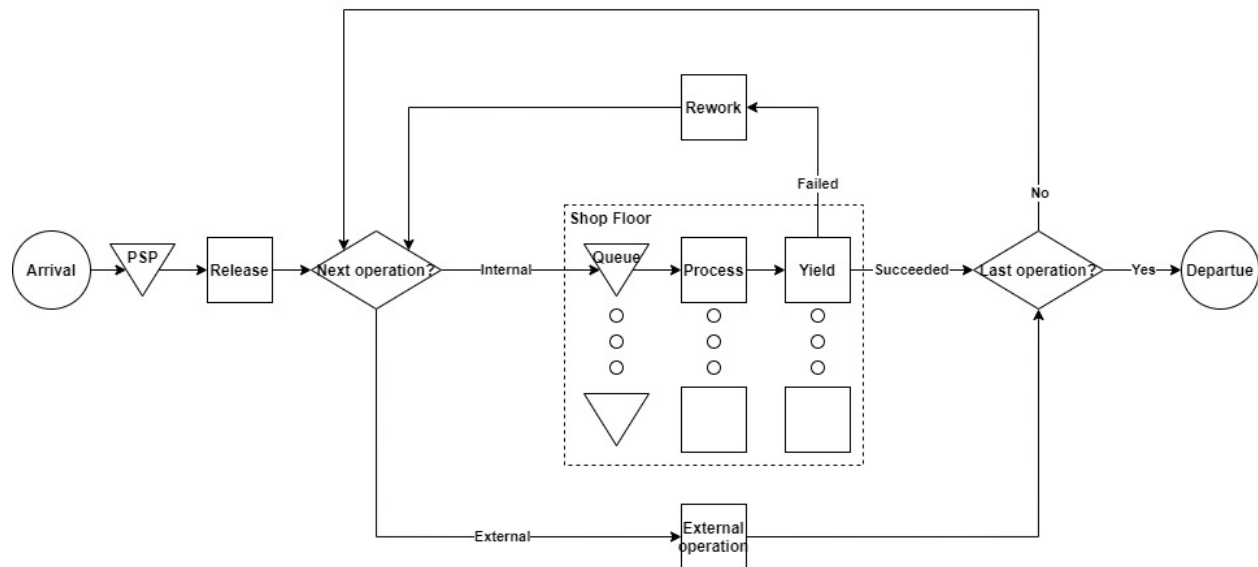 No
Rework
Failed
Shop Floor
Arrival
PSP
Release
Next operation?
Internal
Queue
Process
Yield
Succeeded
Last operation?
Yes
Departue
External
External
operation